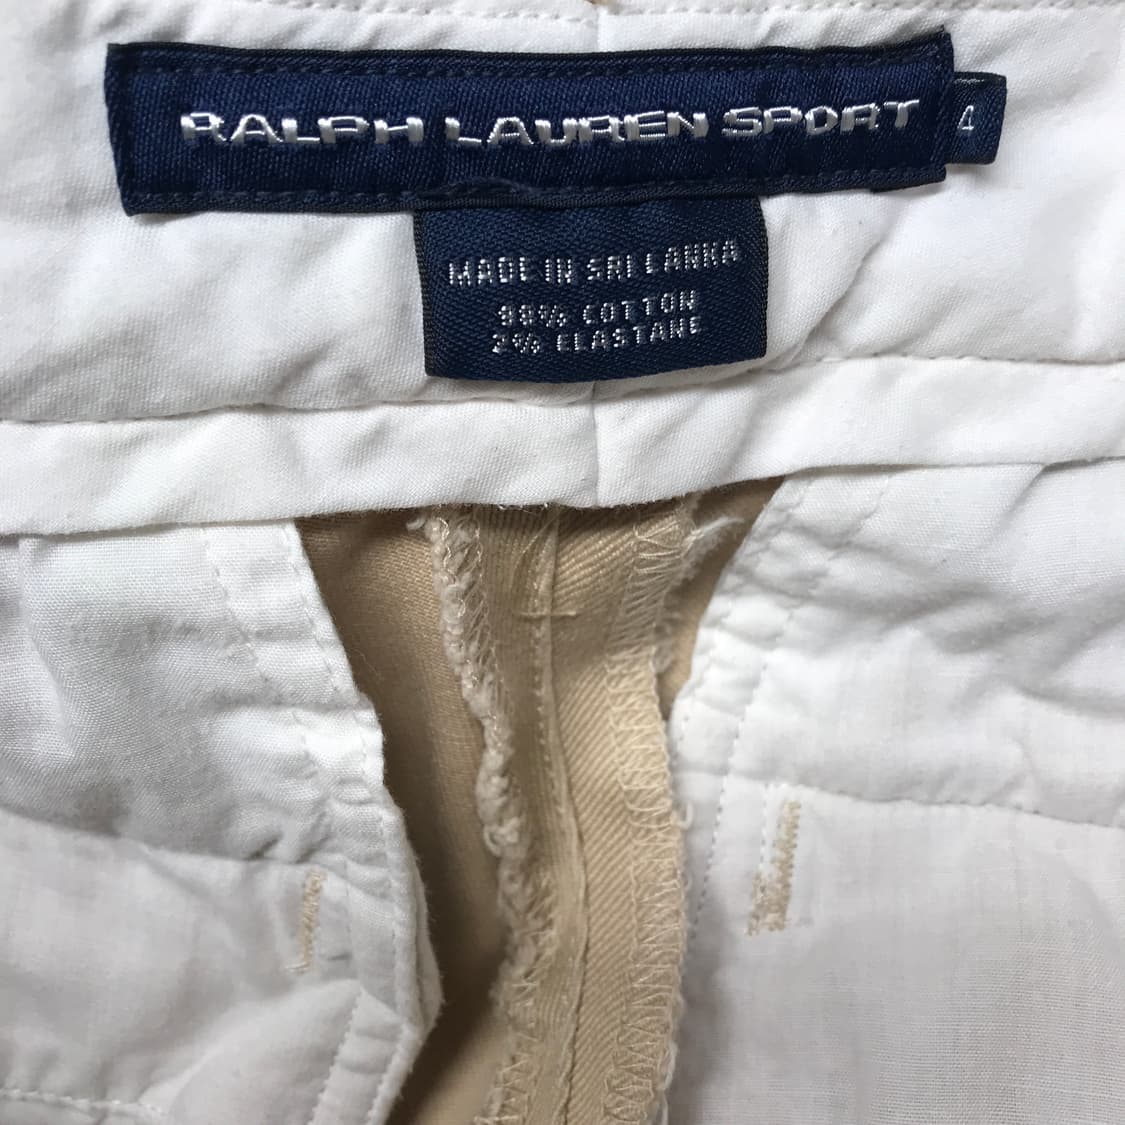 RALPH LAUREN SPORT
4
MADE IN SRI LANKA
98% COTTON
2% ELASTANE